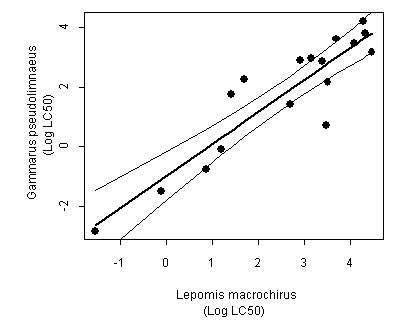 Gammarus pseudolimnaeus
(Log LC50)
4
2
0
-2
-1 0 1 2 3 4
Lepomis macrochirus
(Log LC50)